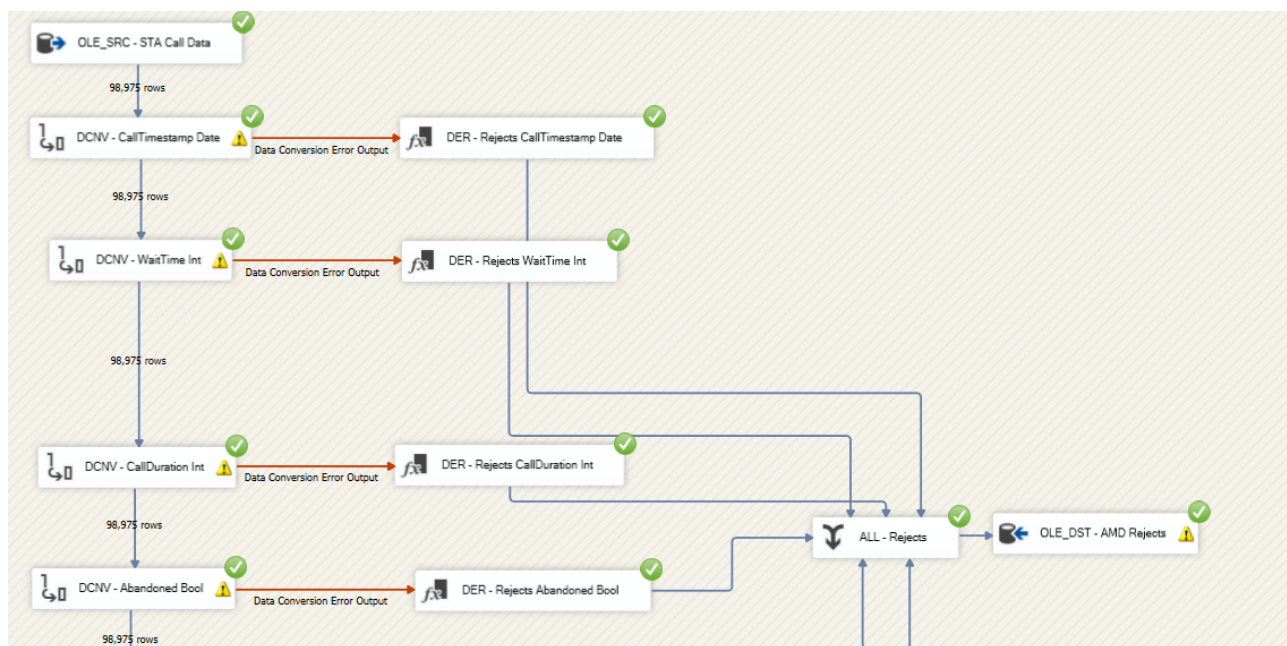 OLE_SRC - STA Call Data
98,975 rows
DCNV - CallTimestamp Date
Data Conversion Error Output
DER - Rejects CallTimestamp Date
98,975 rows
DCNV - WaitTime Int
Data Conversion Error Output
DER - Rejects WaitTime Int
98,975 rows
DCNV - CallDuration Int
Data Conversion Error Output
DER - Rejects CallDuration Int
98,975 rows
ALL - Rejects
OLE_DST - AMD Rejects
DCNV - Abandoned Bool
Data Conversion Error Output
DER - Rejects Abandoned Bool
98,975 rows